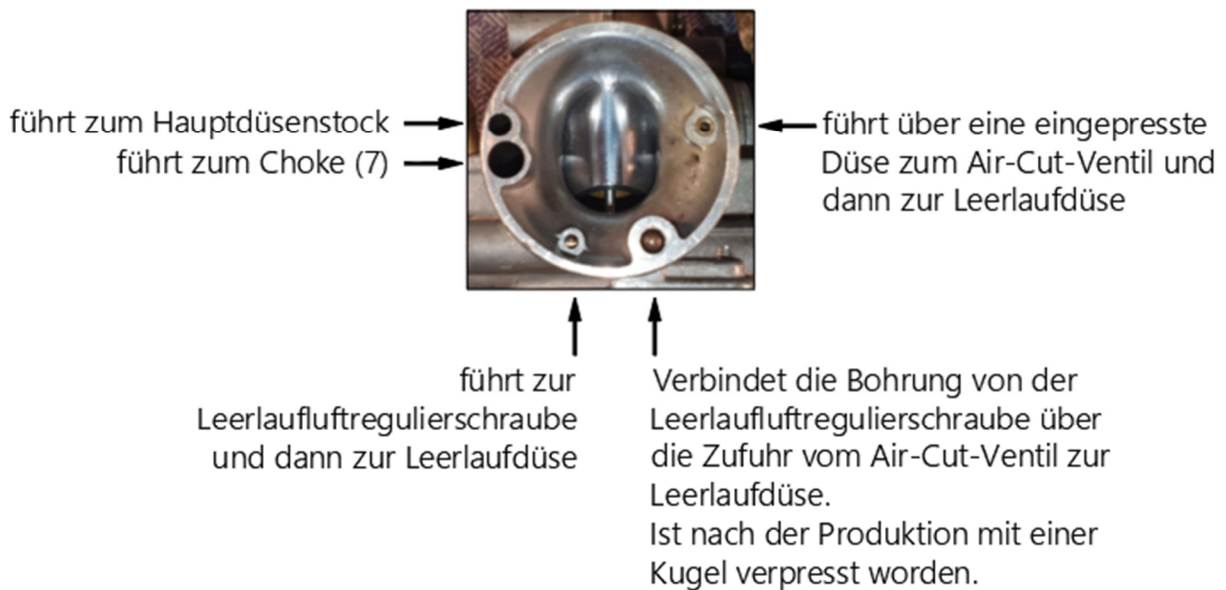 führt zum Hauptdüsenstock
führt zum Choke (7)
führt über eine eingepresste
Düse zum Air-Cut-Ventil und
dann zur Leerlaufdüse
führt zur
Leerlaufluftregulierschraube
und dann zur Leerlaufdüse
Verbindet die Bohrung von der
Leerlaufluftregulierschraube über
die Zufuhr vom Air-Cut-Ventil zur
Leerlaufdüse.
Ist nach der Produktion mit einer
Kugel verpresst worden.